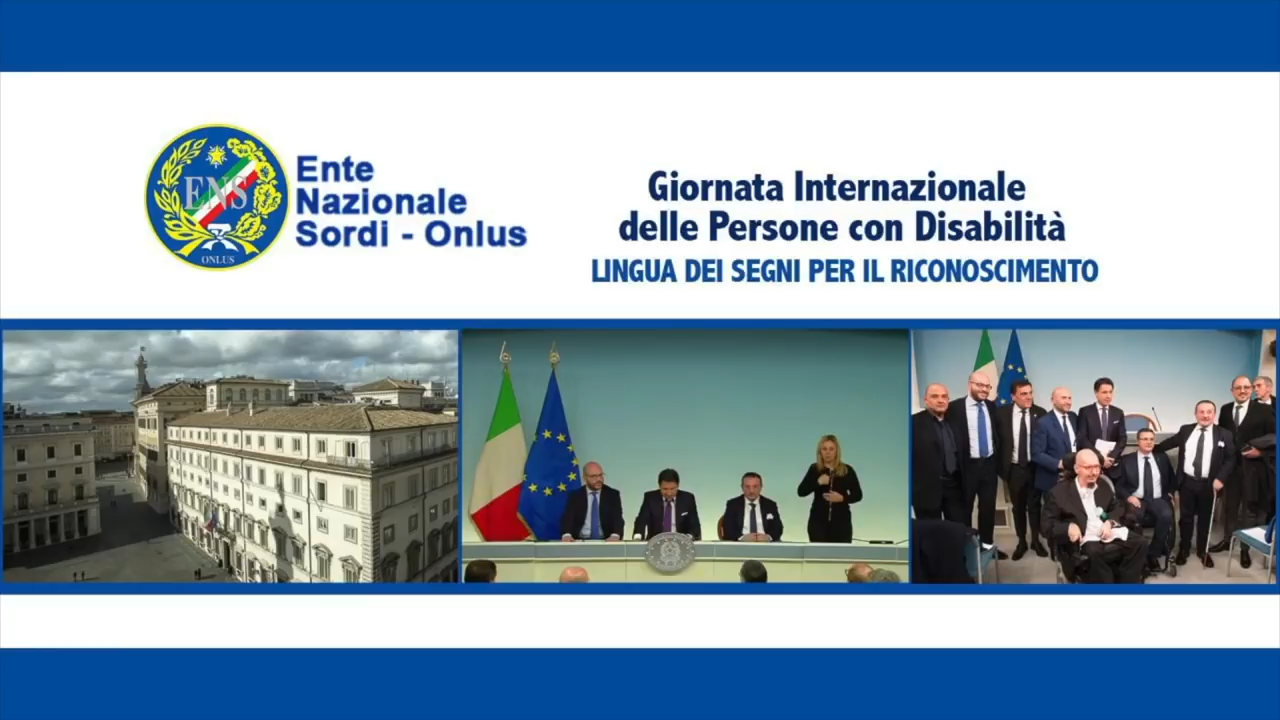 ENS
ONLUS
Ente
Nazionale
Sordi - Onlus
Giornata Internazionale
delle Persone con Disabilità
LINGUA DEI SEGNI PER IL RICONOSCIMENTO